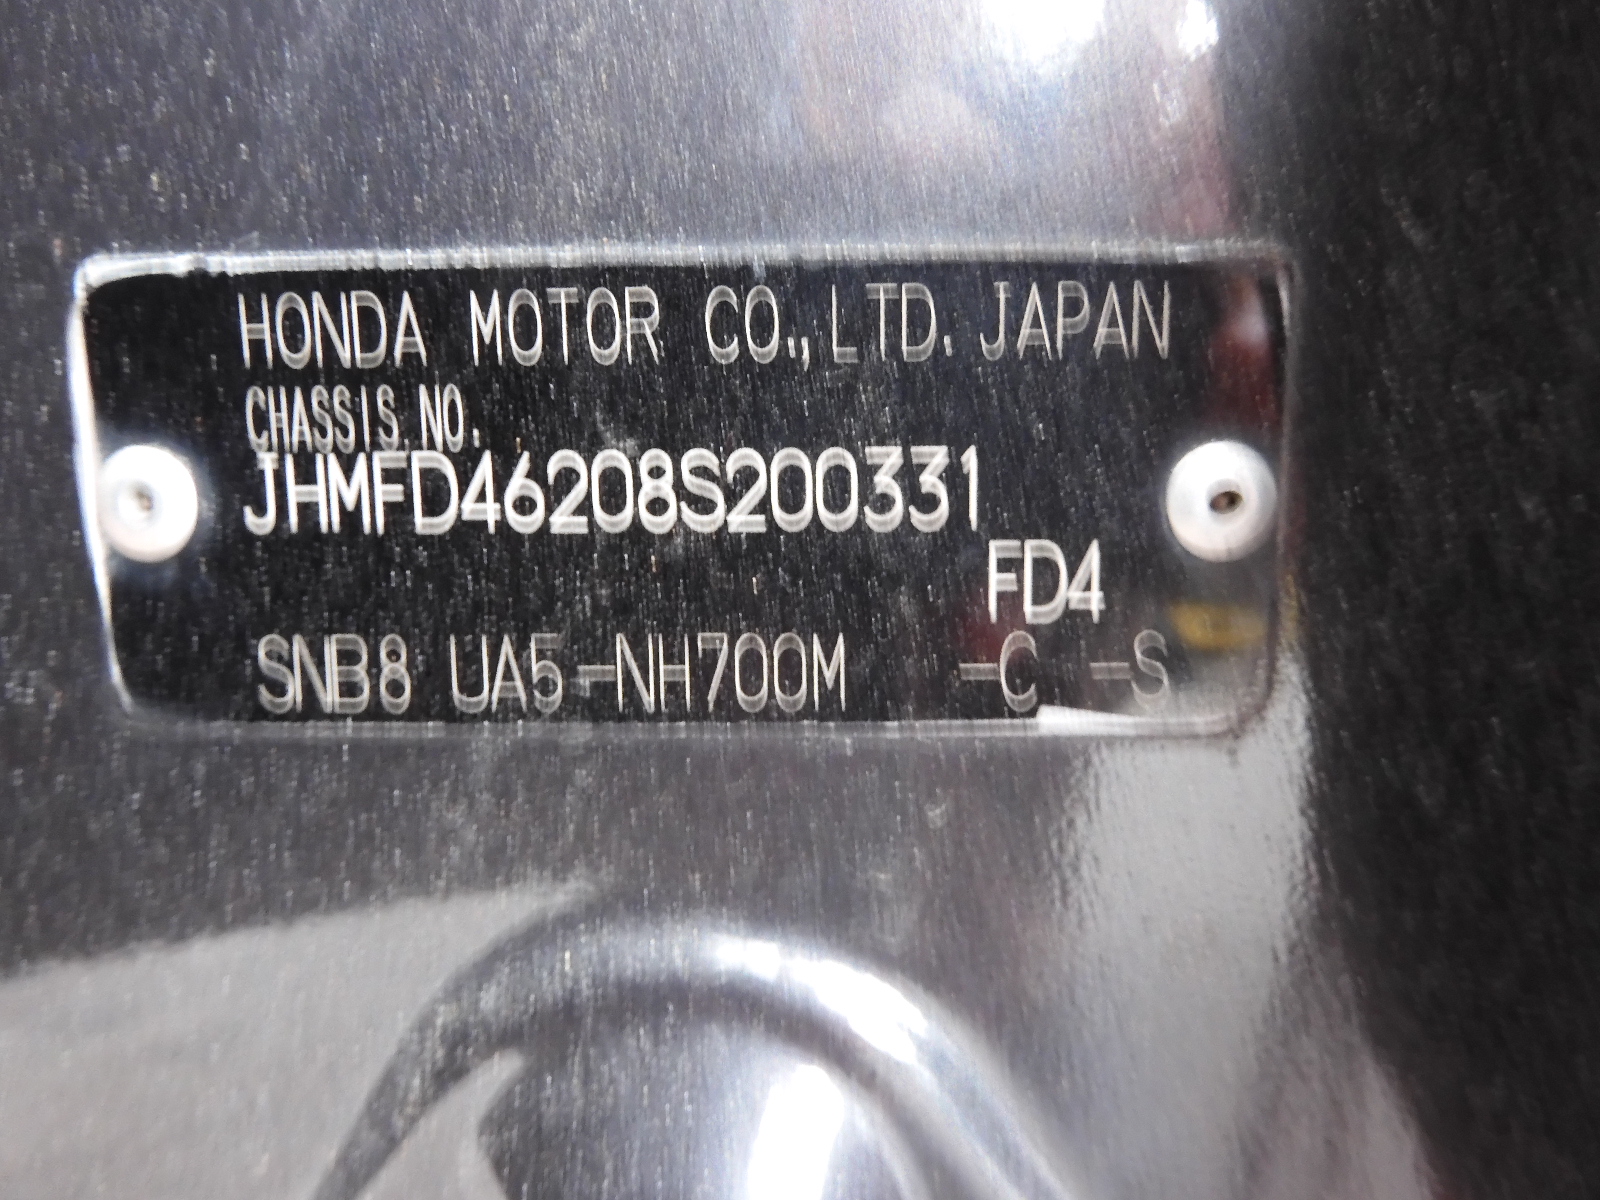 HONDA MOTOR CO.,LTD. JAPAN
CHASSIS NO.
JHMFD46208S200331
FD4
SNB8 UA5-NH700M -C -S